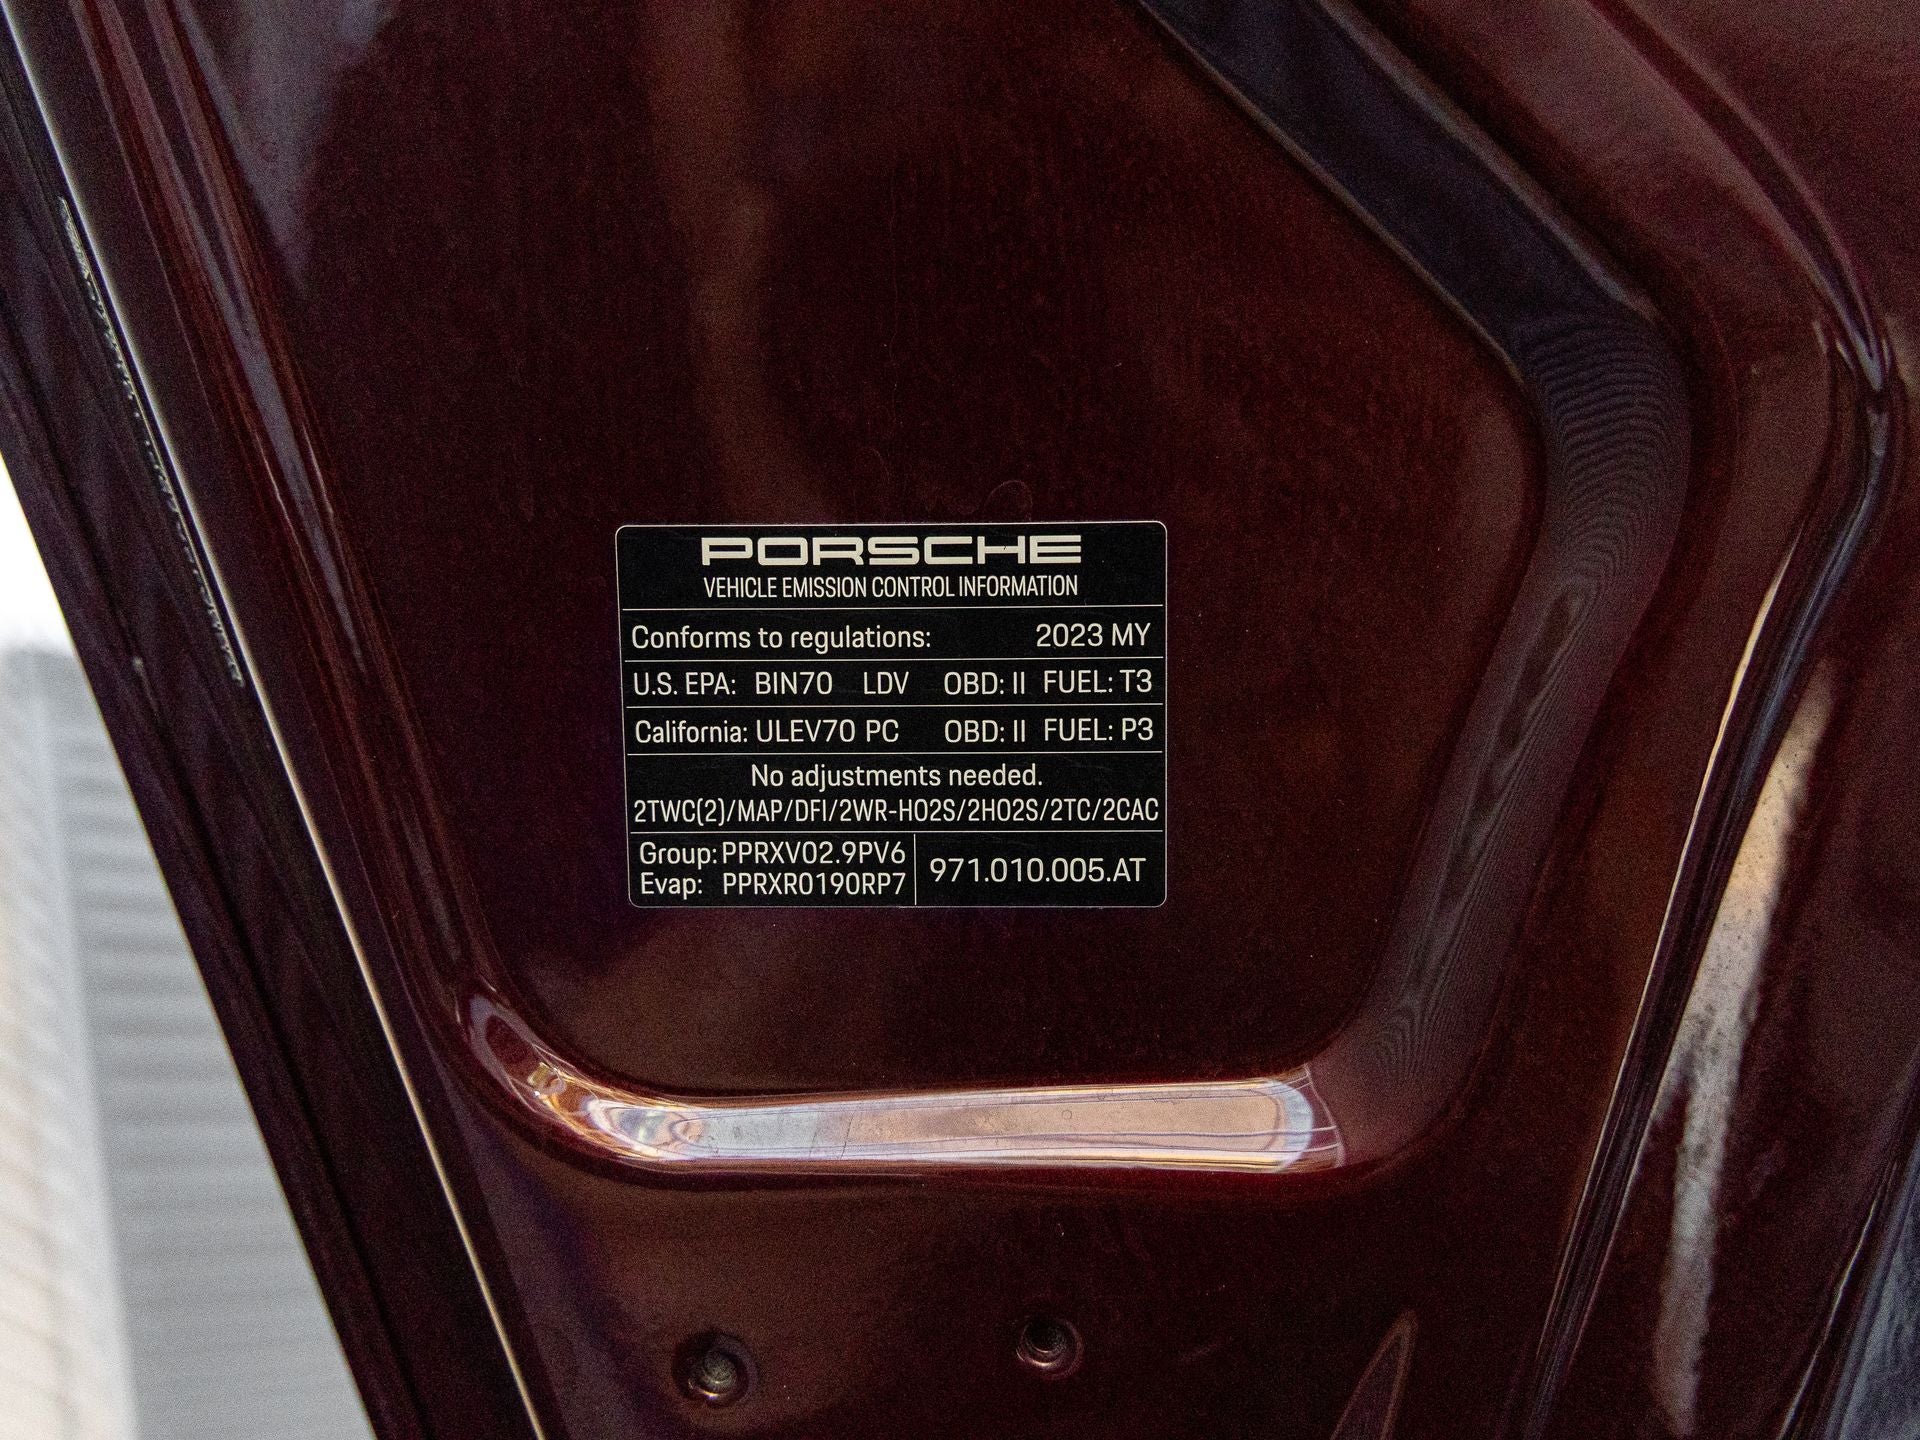 PORSCHE
VEHICLE EMISSION CONTROL INFORMATION
Conforms to regulations: 2023 MY
U.S. EPA: BIN70 LDV OBD: II FUEL: T3
California: ULEV70 PC OBD: II FUEL: P3
No adjustments needed.
2TWC(2)/MAP/DFI/2WR-HO2S/2HO2S/2TC/2CAC
Group: PPRXV02.9PV6
Evap: PPRXR0190RP7
971.010.005.AT